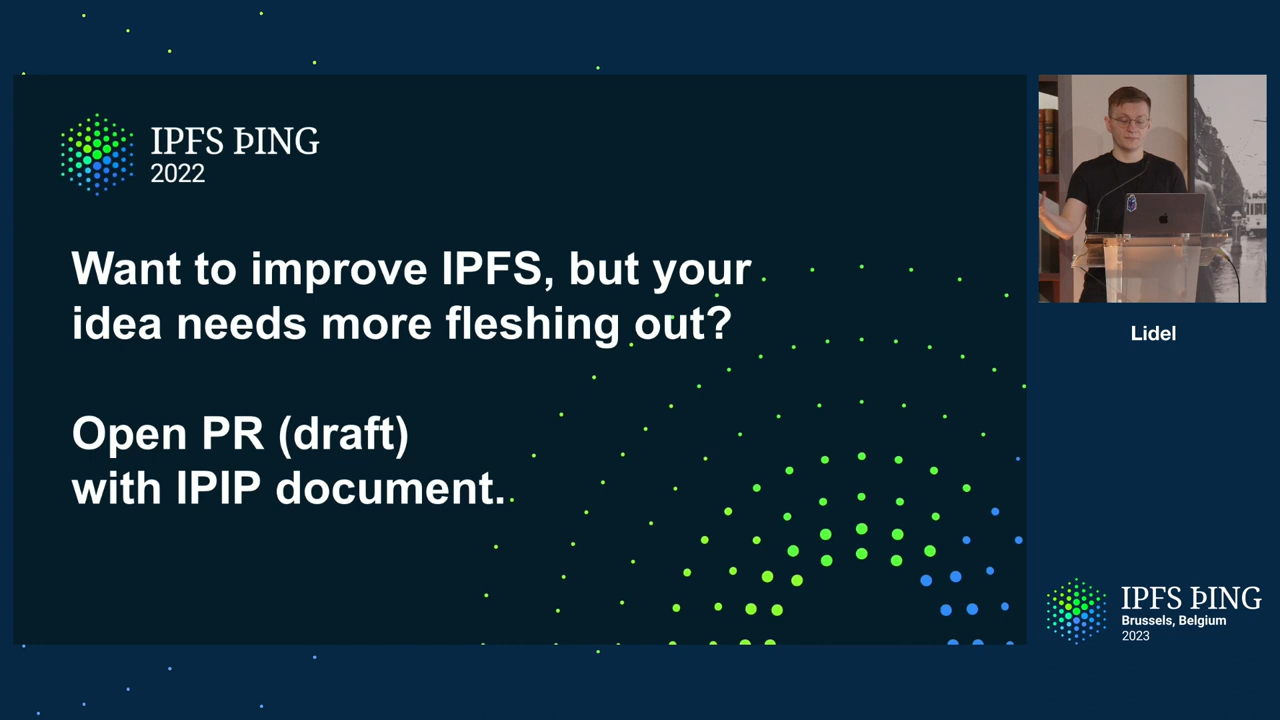 IPFS ÞING
2022
Want to improve IPFS, but your
idea needs more fleshing out?
Open PR (draft)
with IPIP document.
Lidel
IPFS ÞING
Brussels, Belgium
2023